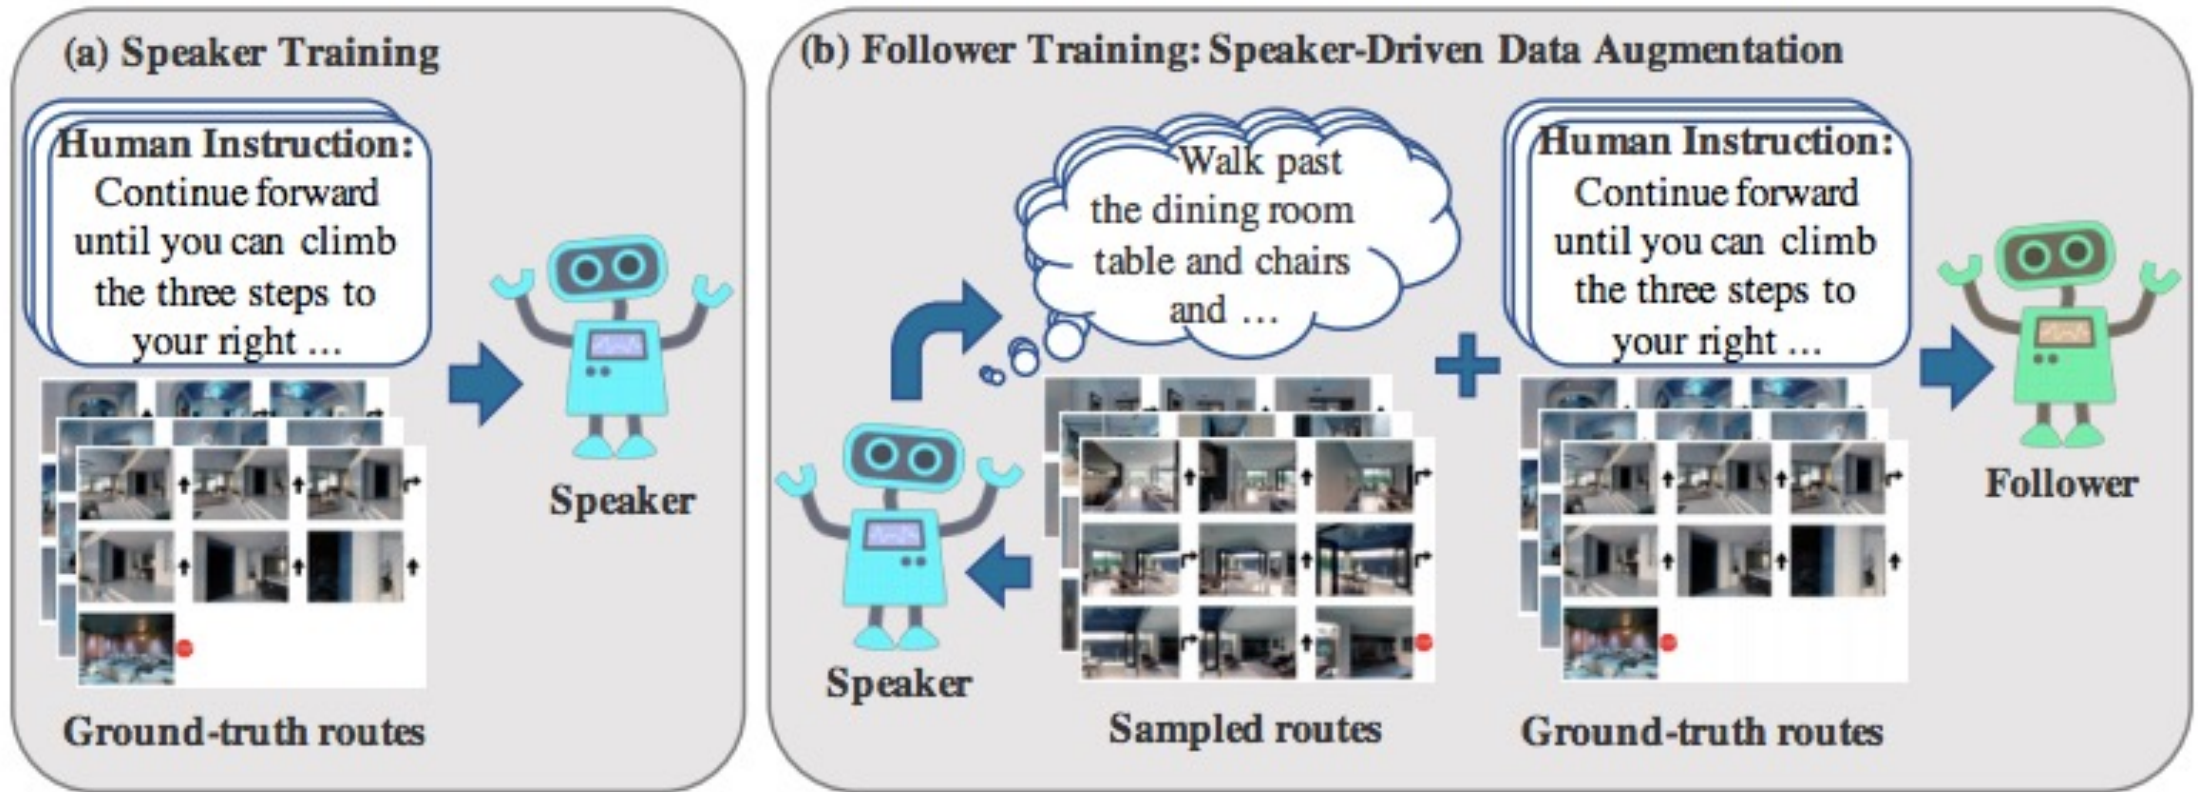 (a) Speaker Training
Human Instruction:
Continue forward
until you can climb
the three steps to
your right ...
Speaker
Ground-truth routes
(b) Follower Training: Speaker-Driven Data Augmentation
Walk past
the dining room
table and chairs
and ...
Speaker
Sampled routes
Human Instruction:
Continue forward
until you can climb
the three steps to
your right ...
Ground-truth routes
Follower